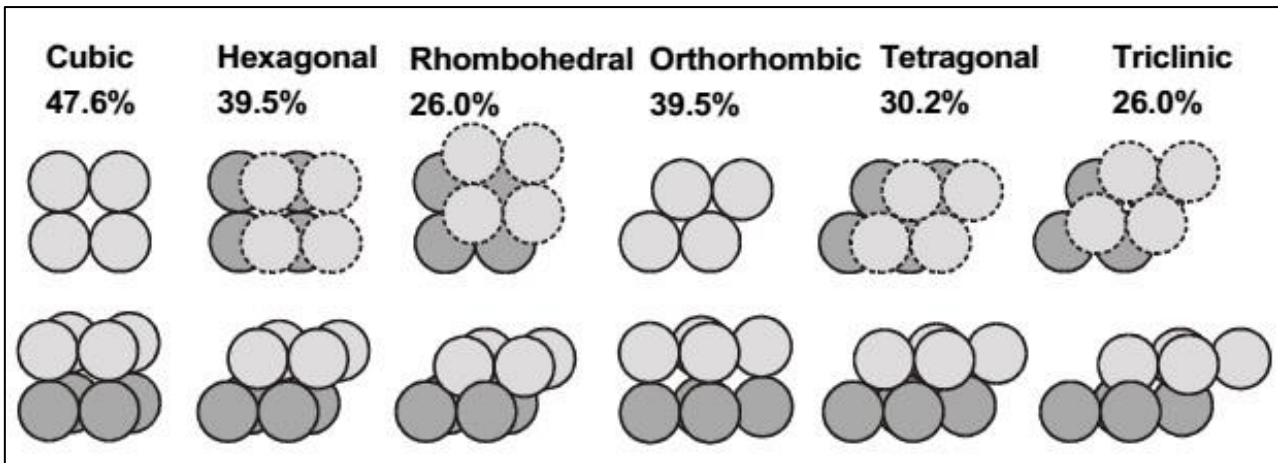 Cubic Hexagonal Rhombohedral Orthorhombic Tetragonal Triclinic
47.6% 39.5% 26.0% 39.5% 30.2% 26.0%